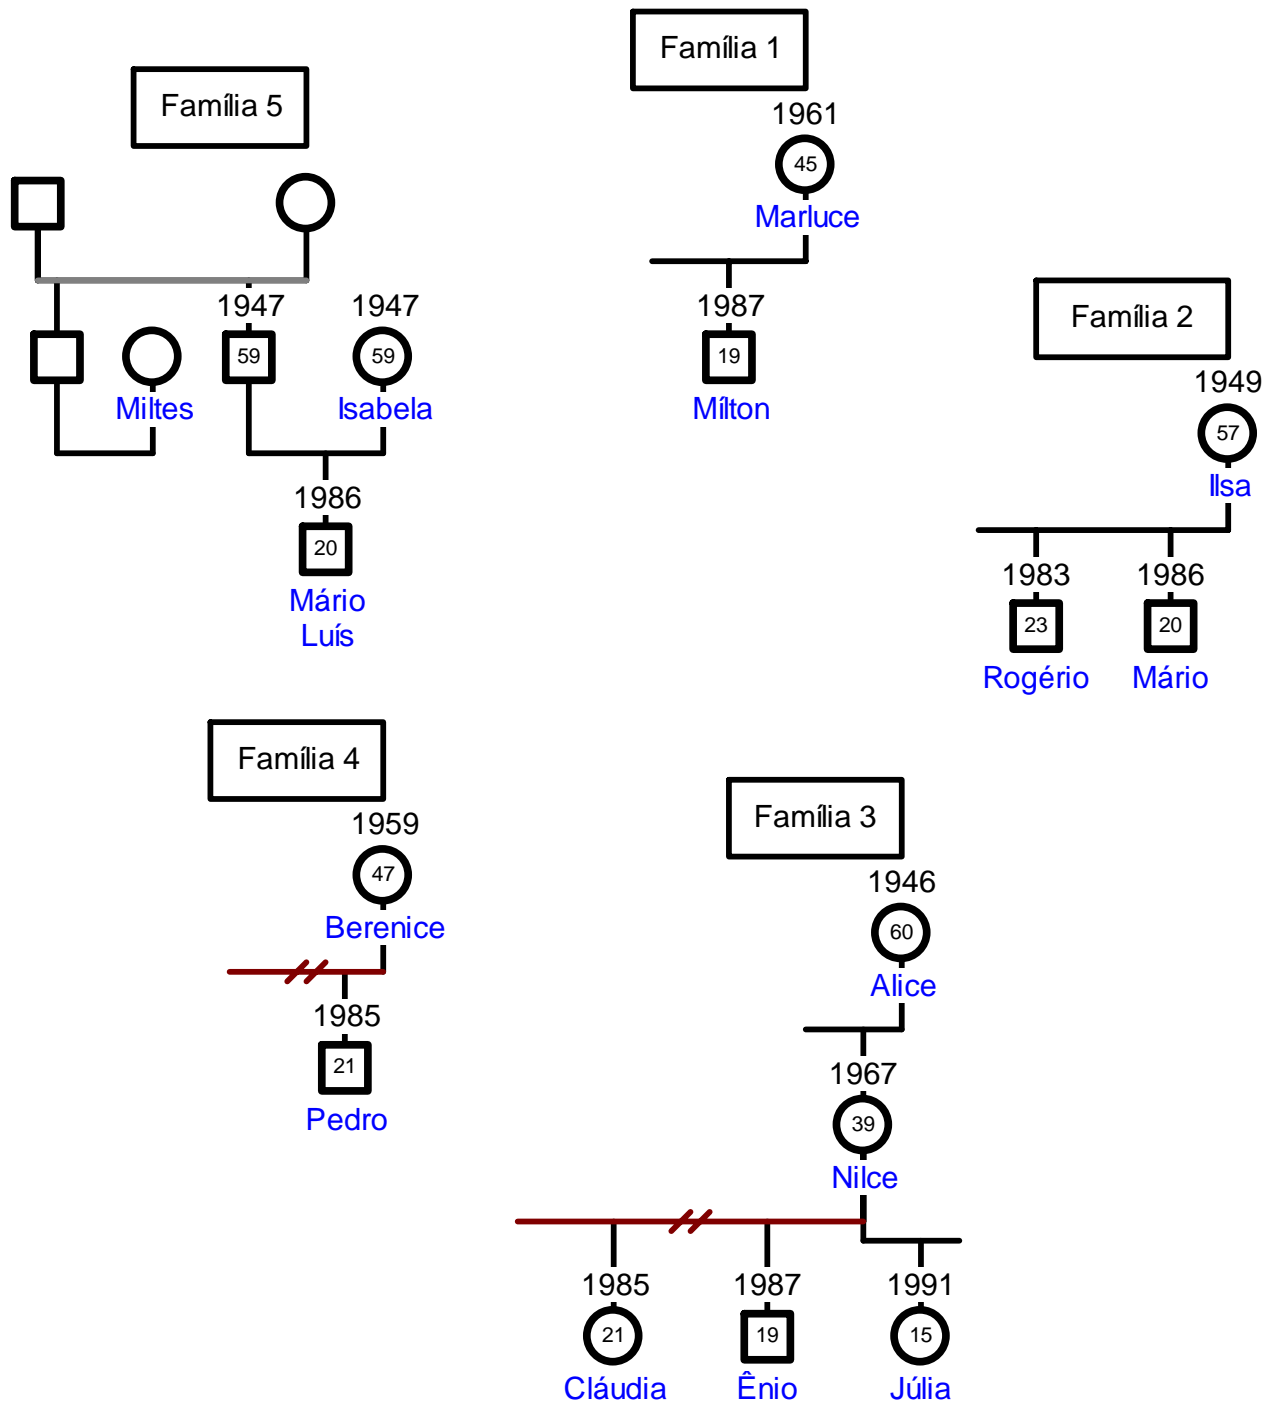 Família 1
1961
45
Marluce
1987
19
Mílton
Família 5
1947 1947
59 59
Miltes Isabela
1986
20
Mário
Luís
Família 2
1949
57
Ilsa
1983 1986
23 20
Rogério Mário
Família 4
1959
47
Berenice
1985
21
Pedro
Família 3
1946
60
Alice
1967
39
Nilce
1985 1987 1991
21 19 15
Cláudia Ênio Júlia